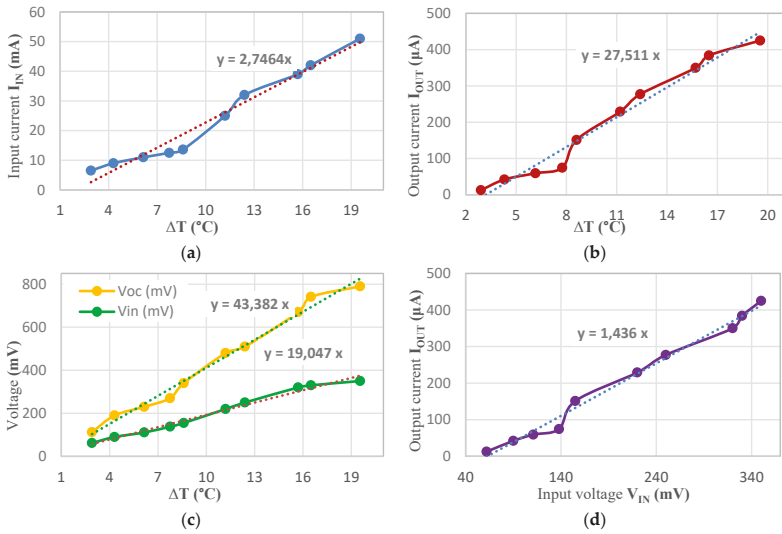 60
50
40
30
20
10
0
Input current I_IN (mA)
y = 2,7464x
1 4 7 10 13 16 19
ΔT (°C)
(a)
500
400
300
200
100
0
Output current I_OUT (µA)
y = 27,511x
2 5 8 11 14 17 20
ΔT (°C)
(b)
800
600
400
200
0
Voltage (mV)
Voc (mV)
Vin (mV)
y = 43,382 x
y = 19,047 x
1 4 7 10 13 16 19
ΔT (°C)
(c)
500
400
300
200
100
0
Output current I_OUT (µA)
y = 1,436 x
40 140 240 340
Input voltage V_IN (mV)
(d)